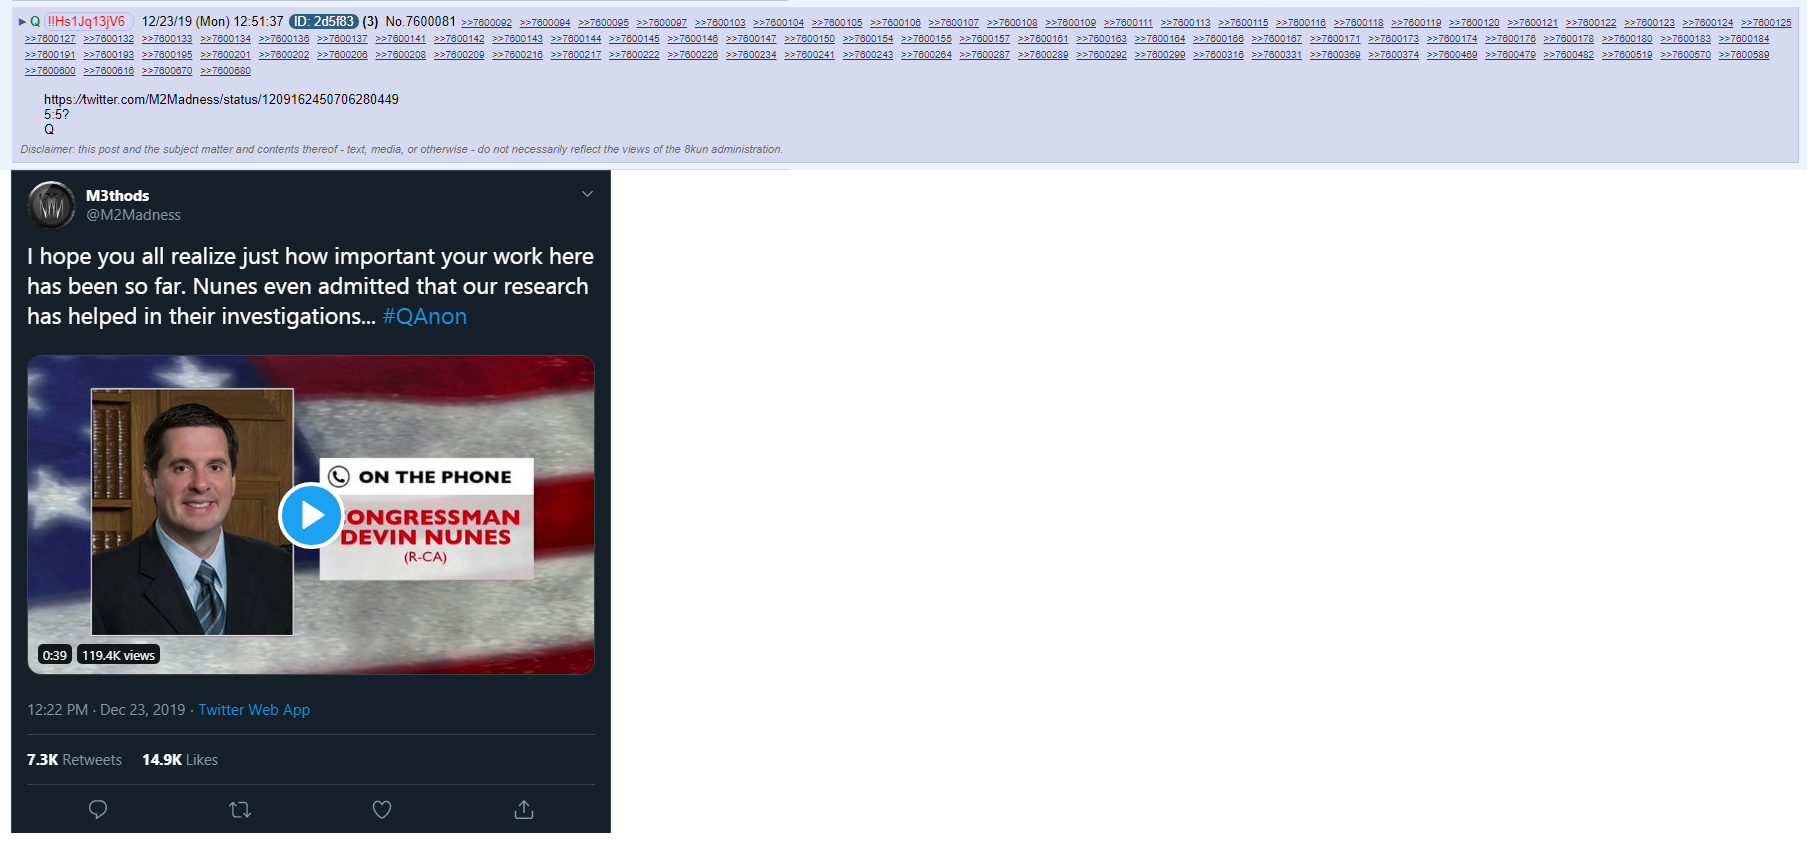 ▶ Q !!Hs1Jq13jV6 12/23/19 (Mon) 12:51:37 ID: 2d5f83 (3) No.7600081 >>7600092 >>7600094 >>7600095 >>7600097 >>7600103 >>7600104 >>7600105 >>7600106 >>7600107 >>7600108 >>7600109 >>7600111 >>7600113 >>7600115 >>7600116 >>7600118 >>7600119 >>7600120 >>7600121 >>7600122 >>7600123 >>7600124 >>7600125
>>7600127 >>7600132 >>7600133 >>7600134 >>7600136 >>7600137 >>7600141 >>7600142 >>7600143 >>7600144 >>7600145 >>7600146 >>7600147 >>7600150 >>7600154 >>7600155 >>7600157 >>7600161 >>7600163 >>7600164 >>7600166 >>7600167 >>7600171 >>7600173 >>7600174 >>7600176 >>7600178 >>7600180 >>7600183 >>7600184
>>7600191 >>7600193 >>7600195 >>7600201 >>7600202 >>7600206 >>7600208 >>7600209 >>7600216 >>7600217 >>7600222 >>7600226 >>7600234 >>7600241 >>7600243 >>7600264 >>7600287 >>7600289 >>7600292 >>7600299 >>7600316 >>7600331 >>7600369 >>7600374 >>7600469 >>7600479 >>7600482 >>7600519 >>7600570 >>7600589
>>7600600 >>7600616 >>7600670 >>7600680
https://twitter.com/M2Madness/status/1209162450706280449
5:5?
Q
Disclaimer: this post and the subject matter and contents thereof - text, media, or otherwise - do not necessarily reflect the views of the 8kun administration.
M3thods
@M2Madness
I hope you all realize just how important your work here
has been so far. Nunes even admitted that our research
has helped in their investigations... #QAnon
ON THE PHONE
CONGRESSMAN
DEVIN NUNES
(R-CA)
0:39 119.4K views
12:22 PM · Dec 23, 2019 · Twitter Web App
7.3K Retweets 14.9K Likes